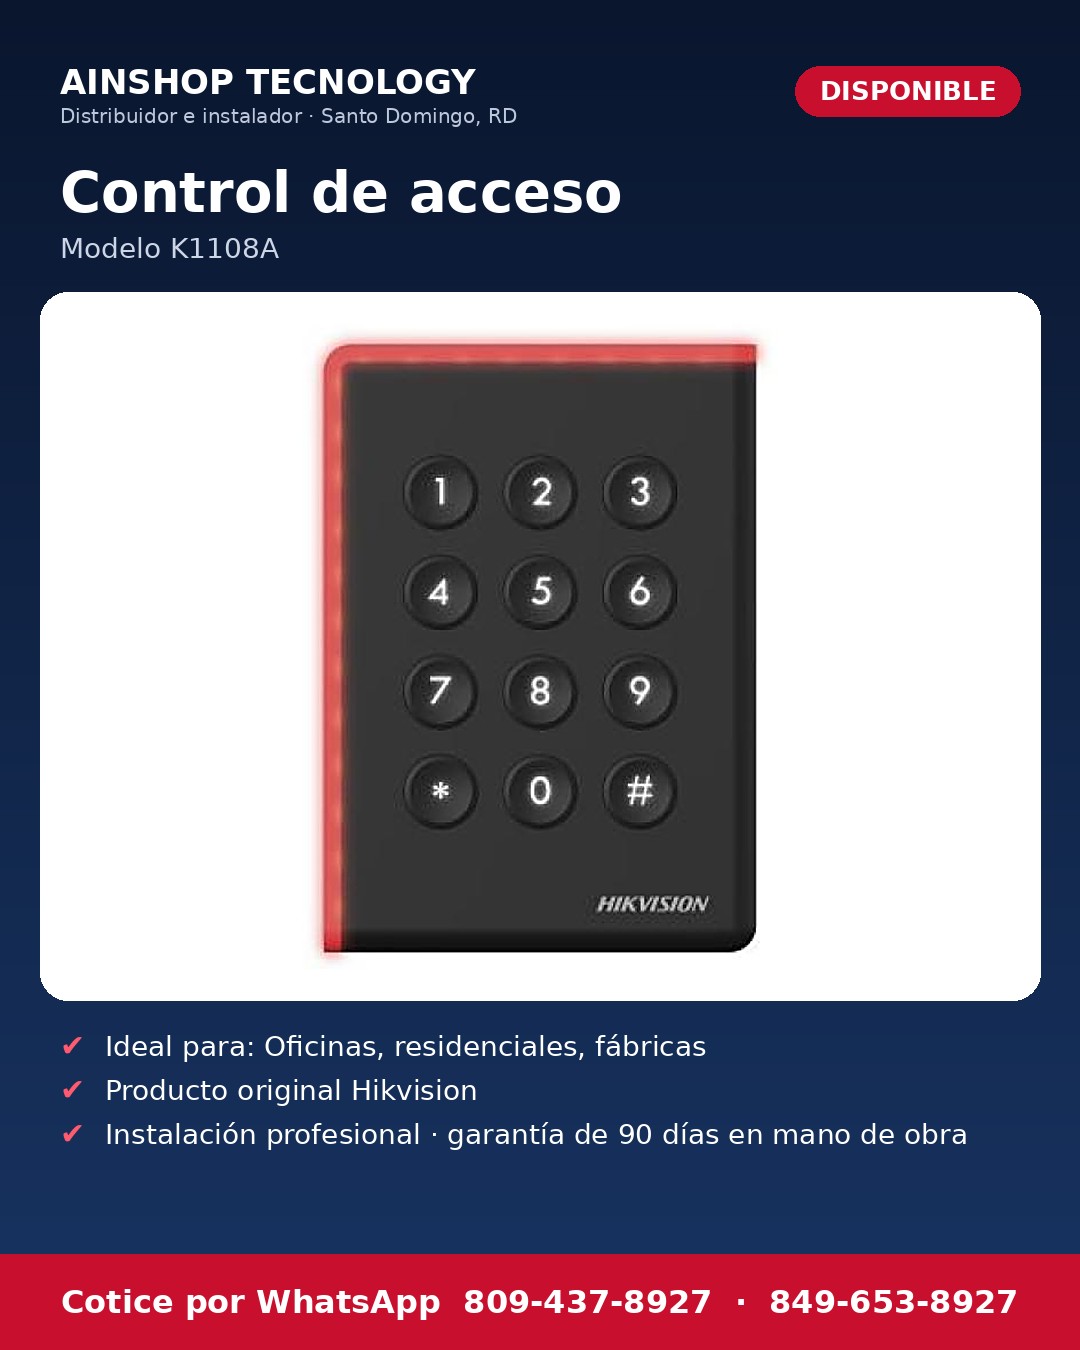 AINSHOP TECNOLOGY
DISPONIBLE
Distribuidor e instalador · Santo Domingo, RD
Control de acceso
Modelo K1108A
1 2 3
4 5 6
7 8 9
* 0 #
HIKVISION
✔ Ideal para: Oficinas, residenciales, fábricas
✔ Producto original Hikvision
✔ Instalación profesional · garantía de 90 días en mano de obra
Cotice por WhatsApp 809-437-8927 · 849-653-8927